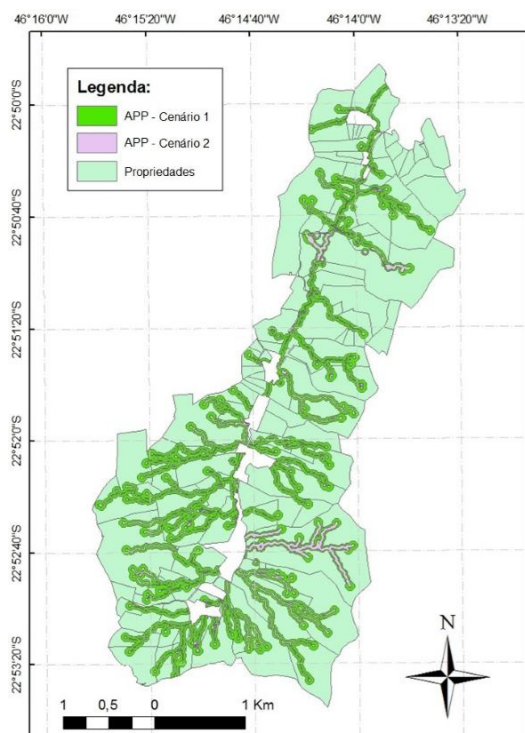 46°16'0"W 46°15'20"W 46°14'40"W 46°14'0"W 46°13'20"W
Legenda:
APP - Cenário 1
APP - Cenário 2
Propriedades
22°50'0"S
22°50'40"S
22°51'20"S
22°52'0"S
22°52'40"S
22°53'20"S
N
1 0,5 0 1 Km